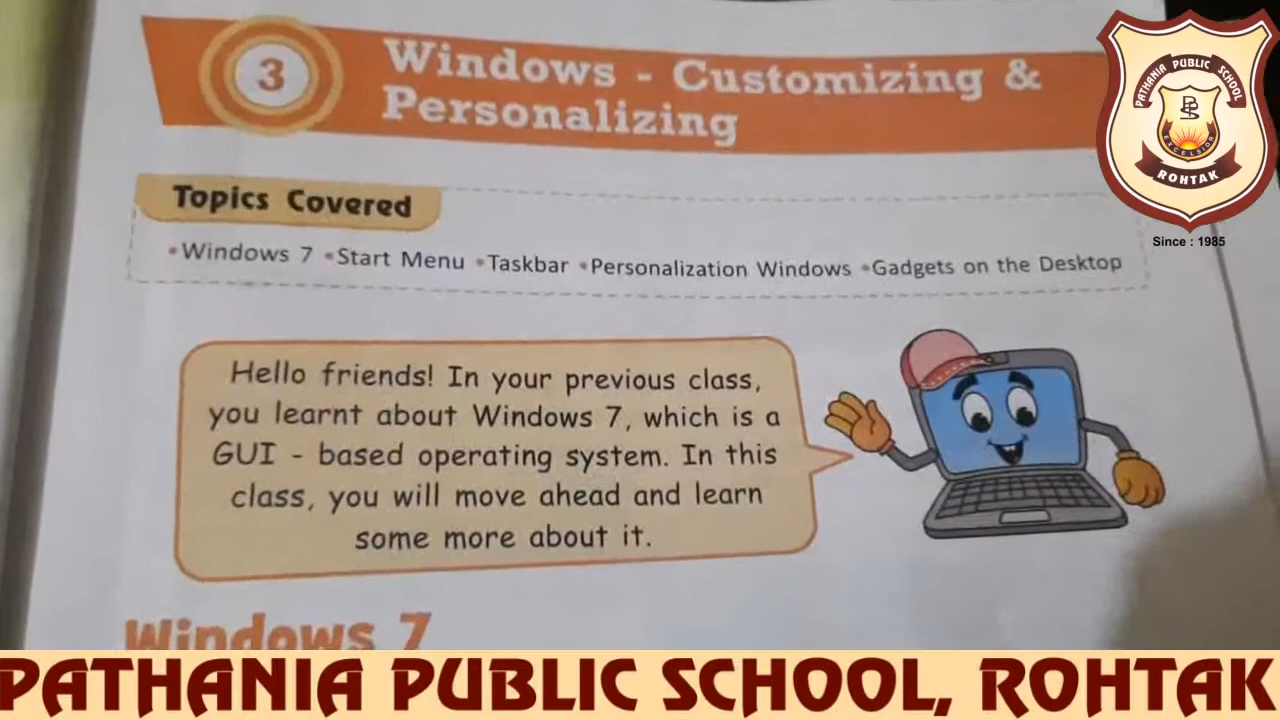 3
Windows - Customizing &
Personalizing
Topics Covered
•Windows 7 •Start Menu •Taskbar •Personalization Windows •Gadgets on the Desktop
Hello friends! In your previous class,
you learnt about Windows 7, which is a
GUI - based operating system. In this
class, you will move ahead and learn
some more about it.
Windows 7
PATHANIA PUBLIC SCHOOL
EXCELSIOR
ROHTAK
Since : 1985
PATHANIA PUBLIC SCHOOL, ROHTAK